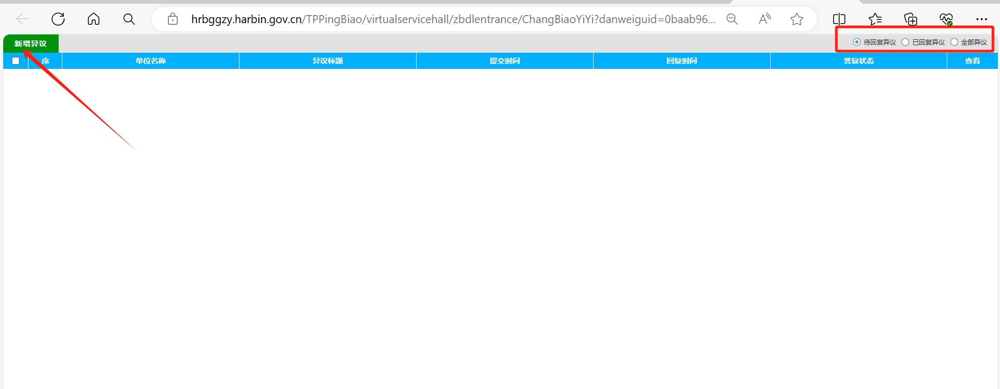 hrbggzy.harbin.gov.cn/TPPingBiao/virtualservicehall/zbdlentrance/ChangBiaoYiYi?danweiguid=0baab96...
新增异议
待回复异议 已回复异议 全部异议
序 单位名称 异议标题 提交时间 回复时间 答复状态 查看